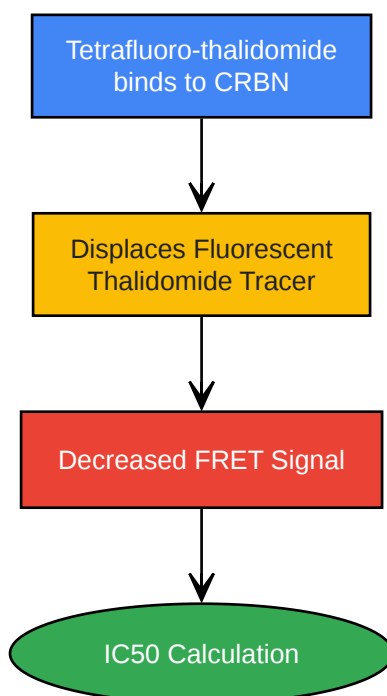 Tetrafluoro-thalidomide
binds to CRBN
Displaces Fluorescent
Thalidomide Tracer
Decreased FRET Signal
IC50 Calculation